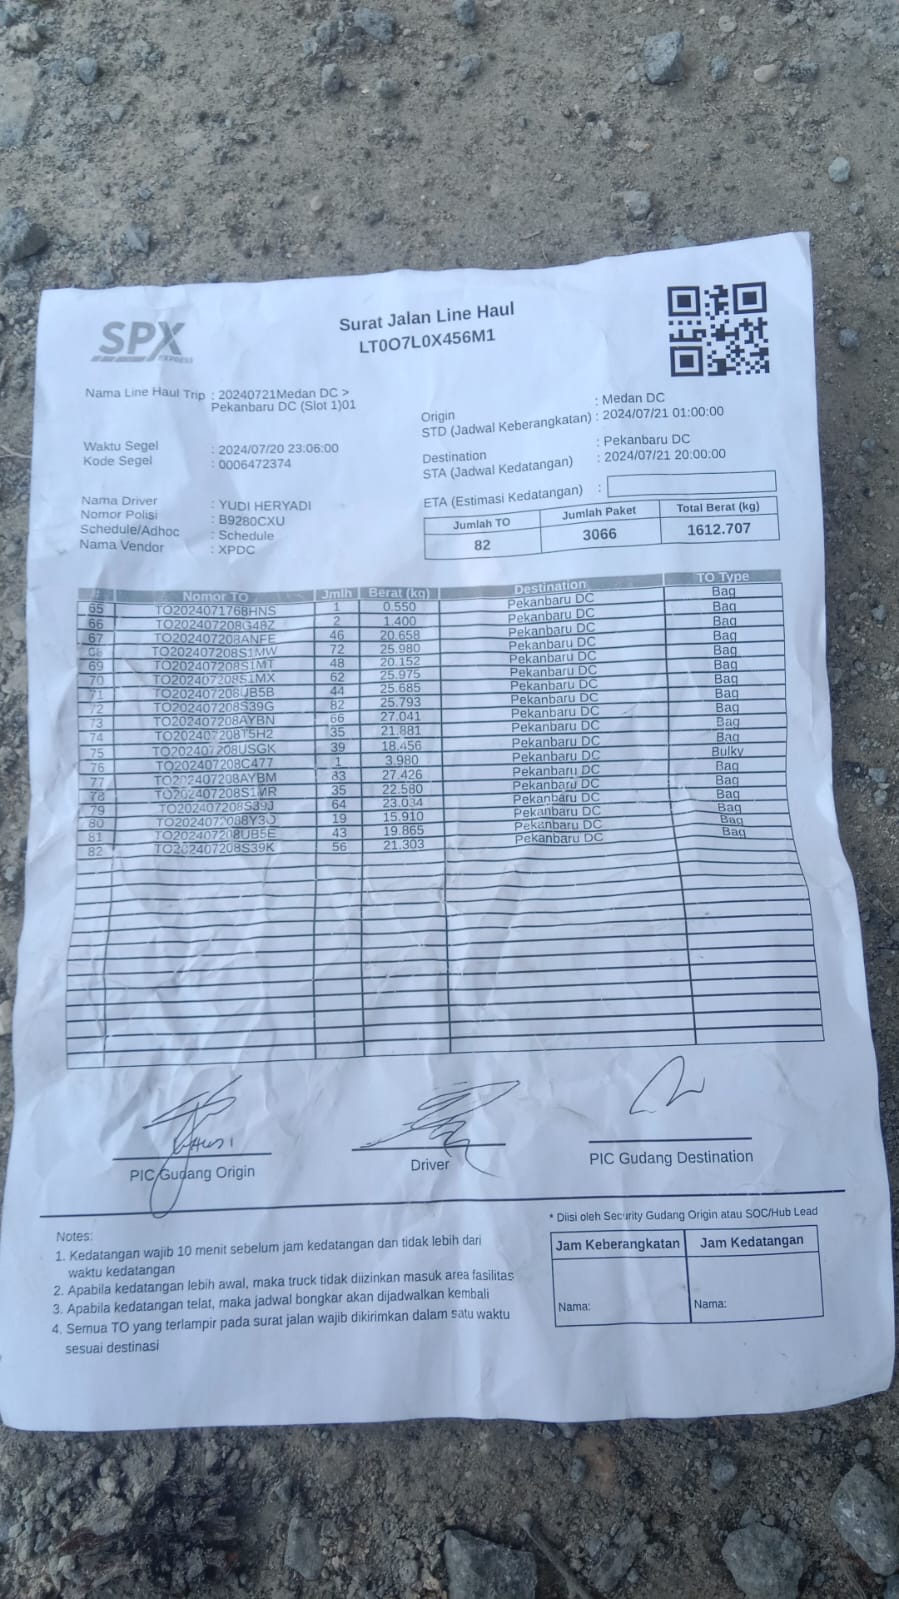 SPX
EXPRESS
Surat Jalan Line Haul
LT0O7L0X456M1
Nama Line Haul Trip : 20240721Medan DC >
Pekanbaru DC (Slot 1)01
Waktu Segel : 2024/07/20 23:06:00
Kode Segel : 0006472374
Nama Driver : YUDI HERYADI
Nomor Polisi : B9280CXU
Schedule/Adhoc : Schedule
Nama Vendor : XPDC
Origin : Medan DC
STD (Jadwal Keberangkatan) : 2024/07/21 01:00:00
Destination : Pekanbaru DC
STA (Jadwal Kedatangan) : 2024/07/21 20:00:00
ETA (Estimasi Kedatangan) :
Jumlah TO Jumlah Paket Total Berat (kg)
82 3066 1612.707
Nomor TO Jmlh Berat (kg) Destination TO Type
65 TO2024071768HNS 1 0.550 Pekanbaru DC Bag
66 TO202407208G48Z 2 1.400 Pekanbaru DC Bag
67 TO202407208ANFE 46 20.658 Pekanbaru DC Bag
68 TO202407208S1MW 72 25.980 Pekanbaru DC Bag
69 TO202407208S1MT 48 20.152 Pekanbaru DC Bag
70 TO202407208S1MX 62 25.975 Pekanbaru DC Bag
71 TO202407208UB5B 44 25.685 Pekanbaru DC Bag
72 TO202407208S39G 82 25.793 Pekanbaru DC Bag
73 TO202407208AYBN 66 27.041 Pekanbaru DC Bag
74 TO202407208T5H2 35 21.881 Pekanbaru DC Bag
75 TO202407208USGK 39 18.456 Pekanbaru DC Bag
76 TO202407208C477 1 3.980 Pekanbaru DC Bulky
77 TO202407208AYBM 83 27.426 Pekanbaru DC Bag
78 TO202407208S1MR 35 22.580 Pekanbaru DC Bag
79 TO202407208S39J 64 23.034 Pekanbaru DC Bag
80 19 15.910 Pekanbaru DC Bag
81 TO202407208UB5E 43 19.865 Pekanbaru DC Bag
82 TO202407208S39K 56 21.303 Pekanbaru DC Bag
PIC Gudang Origin
Driver
PIC Gudang Destination
* Diisi oleh Security Gudang Origin atau SOC/Hub Lead
Jam Keberangkatan Jam Kedatangan
Nama: Nama:
Notes:
1. Kedatangan wajib 10 menit sebelum jam kedatangan dan tidak lebih dari
waktu kedatangan
2. Apabila kedatangan lebih awal, maka truck tidak diizinkan masuk area fasilitas
3. Apabila kedatangan telat, maka jadwal bongkar akan dijadwalkan kembali
4. Semua TO yang terlampir pada surat jalan wajib dikirimkan dalam satu waktu
sesuai destinasi